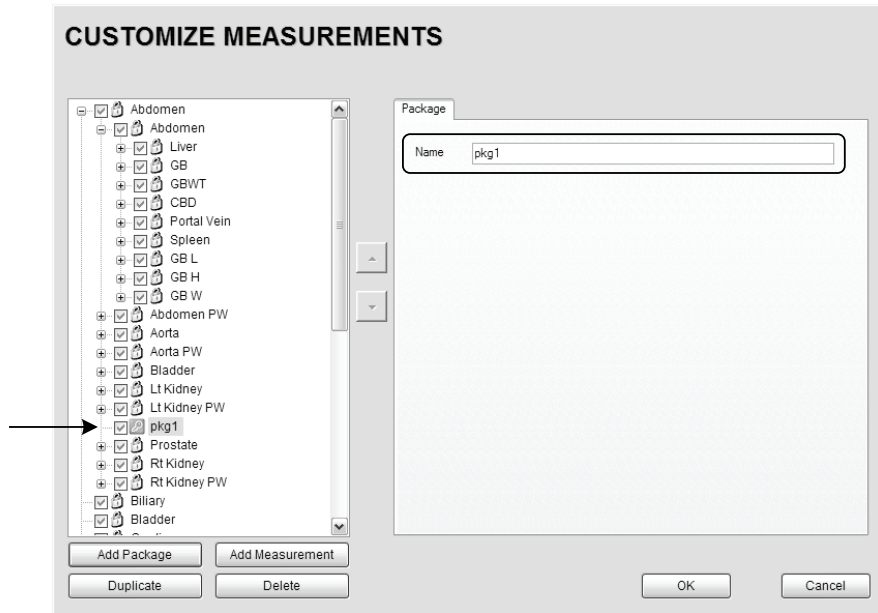 CUSTOMIZE MEASUREMENTS
Abdomen
Abdomen
Liver
GB
GBWT
CBD
Portal Vein
Spleen
GB L
GB H
GB W
Abdomen PW
Aorta
Aorta PW
Bladder
Lt Kidney
Lt Kidney PW
pkg1
Prostate
Rt Kidney
Rt Kidney PW
Biliary
Bladder
Add Package
Add Measurement
Duplicate
Delete
Package
Name pkg1
OK
Cancel